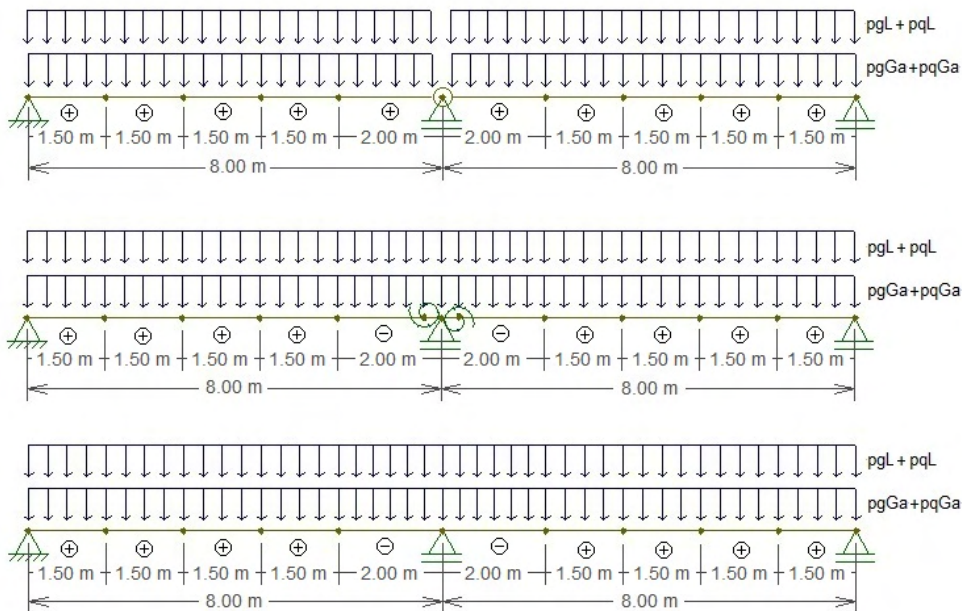 pgL + pqL
pgGa+pqGa
+ + + + + + + + + +
1.50 m 1.50 m 1.50 m 1.50 m 2.00 m 2.00 m 1.50 m 1.50 m 1.50 m 1.50 m
8.00 m 8.00 m
pgL + pqL
pgGa+pqGa
+ + + + - - + + + +
1.50 m 1.50 m 1.50 m 1.50 m 2.00 m 2.00 m 1.50 m 1.50 m 1.50 m 1.50 m
8.00 m 8.00 m
pgL + pqL
pgGa+pqGa
+ + + + - - + + + +
1.50 m 1.50 m 1.50 m 1.50 m 2.00 m 2.00 m 1.50 m 1.50 m 1.50 m 1.50 m
8.00 m 8.00 m